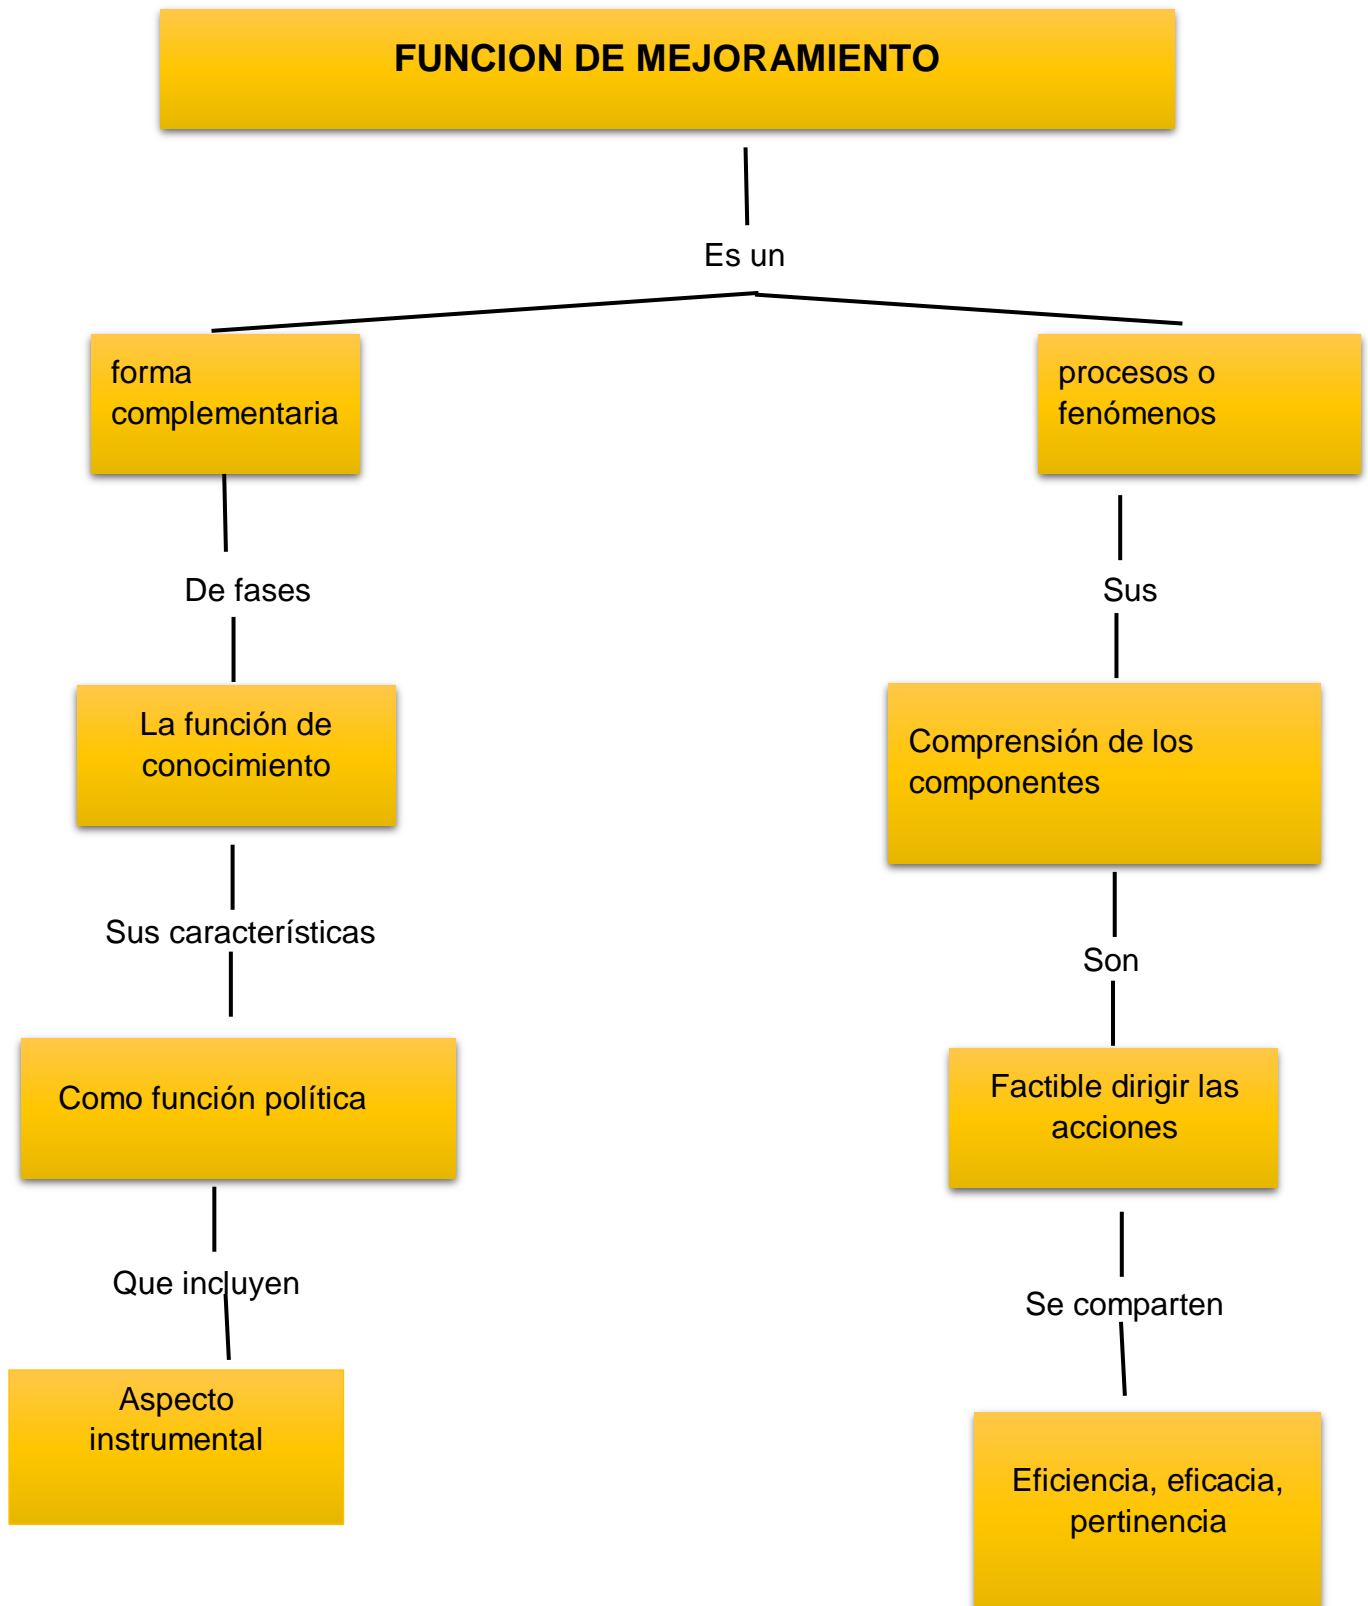 FUNCION DE MEJORAMIENTO
Es un
forma
complementaria
procesos o
fenómenos
De fases
Sus
La función de
conocimiento
Comprensión de los
componentes
Sus características
Son
Como función política
Factible dirigir las
acciones
Que incluyen
Se comparten
Aspecto
instrumental
Eficiencia, eficacia,
pertinencia